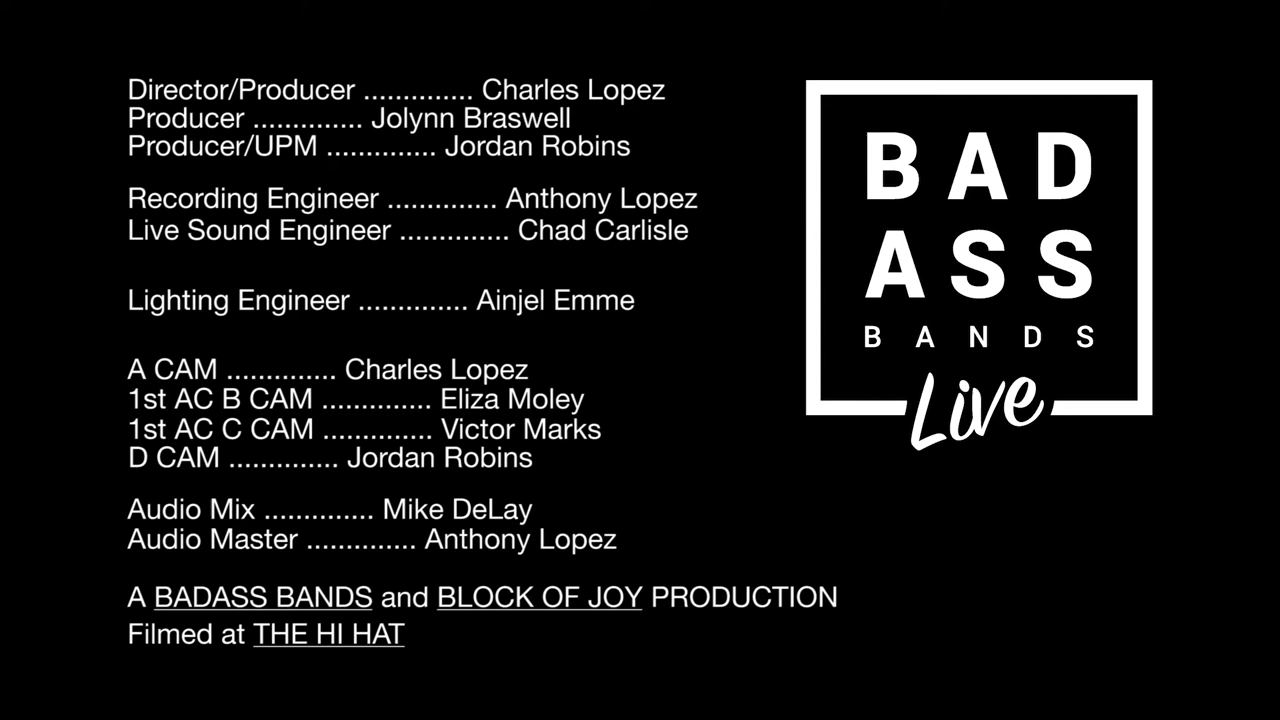 Director/Producer .............. Charles Lopez
Producer .............. Jolynn Braswell
Producer/UPM .............. Jordan Robins
Recording Engineer .............. Anthony Lopez
Live Sound Engineer .............. Chad Carlisle
Lighting Engineer .............. Ainjel Emme
A CAM .............. Charles Lopez
1st AC B CAM .............. Eliza Moley
1st AC C CAM .............. Victor Marks
D CAM .............. Jordan Robins
Audio Mix .............. Mike DeLay
Audio Master .............. Anthony Lopez
A BADASS BANDS and BLOCK OF JOY PRODUCTION
Filmed at THE HI HAT
BAD
ASS
BANDS
Live